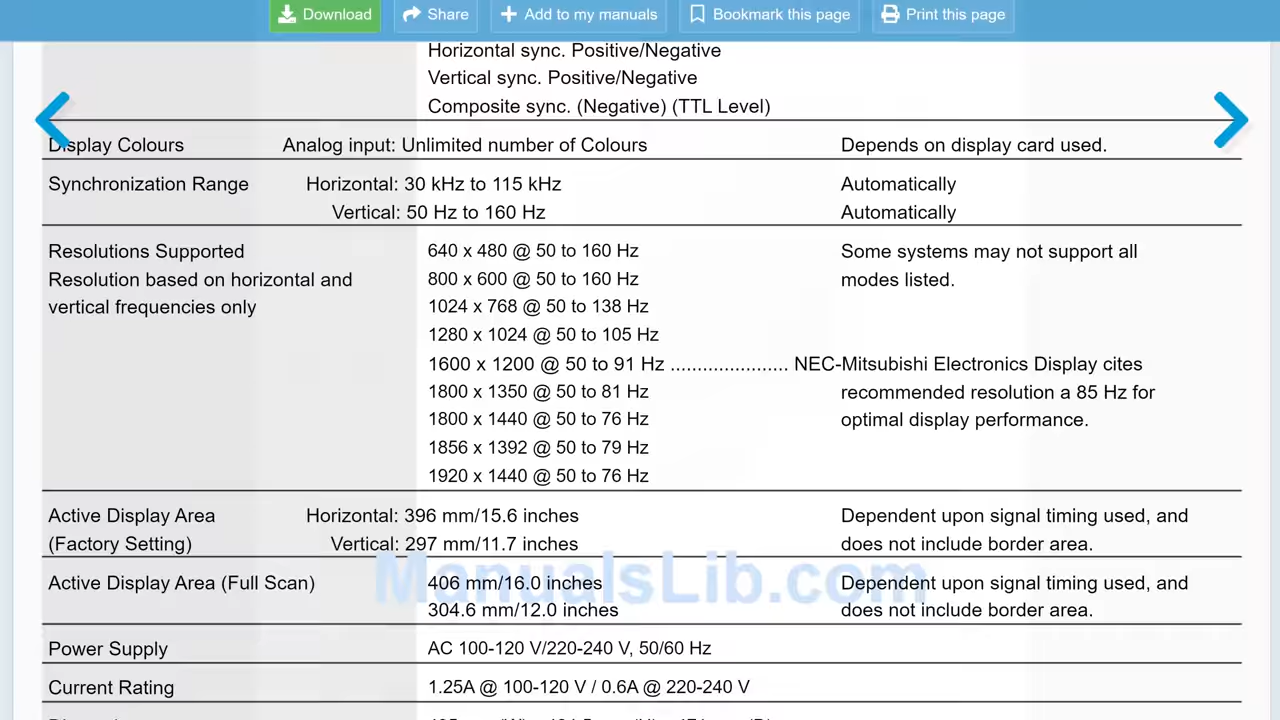 Download Share Add to my manuals Bookmark this page Print this page
Horizontal sync. Positive/Negative
Vertical sync. Positive/Negative
Composite sync. (Negative) (TTL Level)
Display Colours Analog input: Unlimited number of Colours Depends on display card used.
Synchronization Range Horizontal: 30 kHz to 115 kHz Automatically
Vertical: 50 Hz to 160 Hz Automatically
Resolutions Supported 640 x 480 @ 50 to 160 Hz Some systems may not support all
Resolution based on horizontal and 800 x 600 @ 50 to 160 Hz modes listed.
vertical frequencies only 1024 x 768 @ 50 to 138 Hz
1280 x 1024 @ 50 to 105 Hz
1600 x 1200 @ 50 to 91 Hz ...................... NEC-Mitsubishi Electronics Display cites
1800 x 1350 @ 50 to 81 Hz recommended resolution a 85 Hz for
1800 x 1440 @ 50 to 76 Hz optimal display performance.
1856 x 1392 @ 50 to 79 Hz
1920 x 1440 @ 50 to 76 Hz
Active Display Area Horizontal: 396 mm/15.6 inches Dependent upon signal timing used, and
(Factory Setting) Vertical: 297 mm/11.7 inches does not include border area.
ManualsLib.com
Active Display Area (Full Scan) 406 mm/16.0 inches Dependent upon signal timing used, and
304.6 mm/12.0 inches does not include border area.
Power Supply AC 100-120 V/220-240 V, 50/60 Hz
Current Rating 1.25A @ 100-120 V / 0.6A @ 220-240 V